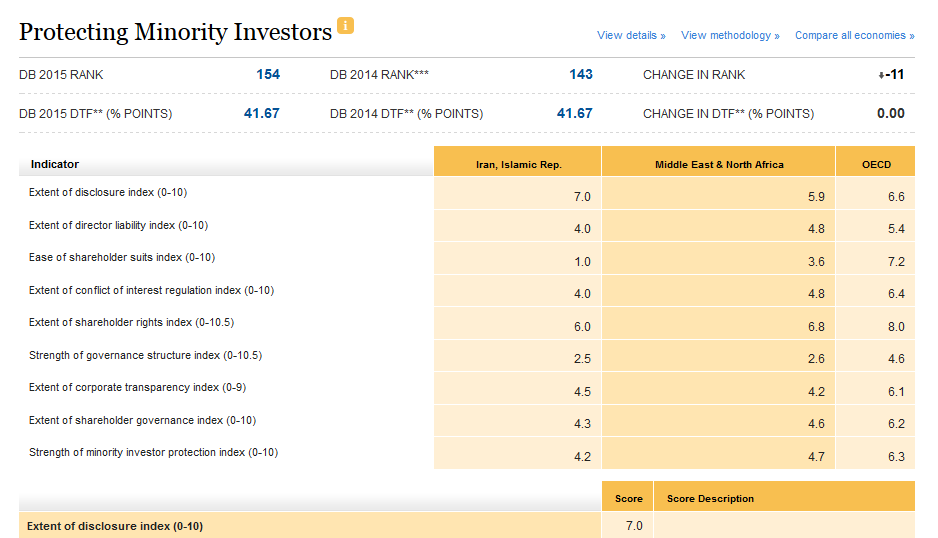 Protecting Minority Investors i
View details » View methodology » Compare all economies »
DB 2015 RANK 154 DB 2014 RANK*** 143 CHANGE IN RANK -11
DB 2015 DTF** (% POINTS) 41.67 DB 2014 DTF** (% POINTS) 41.67 CHANGE IN DTF** (% POINTS) 0.00
Indicator Iran, Islamic Rep. Middle East & North Africa OECD
Extent of disclosure index (0-10) 7.0 5.9 6.6
Extent of director liability index (0-10) 4.0 4.8 5.4
Ease of shareholder suits index (0-10) 1.0 3.6 7.2
Extent of conflict of interest regulation index (0-10) 4.0 4.8 6.4
Extent of shareholder rights index (0-10.5) 6.0 6.8 8.0
Strength of governance structure index (0-10.5) 2.5 2.6 4.6
Extent of corporate transparency index (0-9) 4.5 4.2 6.1
Extent of shareholder governance index (0-10) 4.3 4.6 6.2
Strength of minority investor protection index (0-10) 4.2 4.7 6.3
Score Score Description
Extent of disclosure index (0-10) 7.0